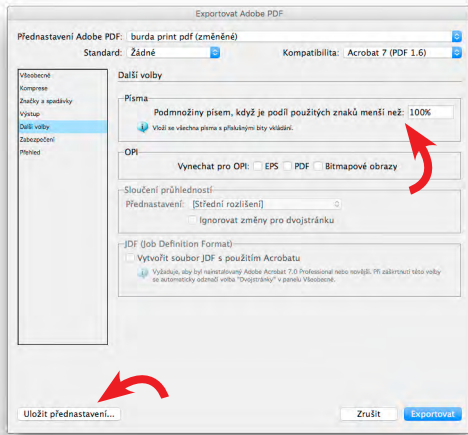 Exportovat Adobe PDF
Přednastavení Adobe PDF: burda print pdf (změněné)
Standard: Žádné Kompatibilita: Acrobat 7 (PDF 1.6)
Všeobecné
Komprese
Značky a spadávky
Výstup
Další volby
Zabezpečení
Přehled
Další volby
Písma
Podmnožiny písem, když je podíl použitých znaků menší než: 100%
Vloží se všechna písma s příslušnými bity vkládání.
OPI
Vynechat pro OPI: EPS PDF Bitmapové obrazy
Sloučení průhledností
Přednastavení: [Střední rozlišení]
Ignorovat změny pro dvojstránku
JDF (Job Definition Format)
Vytvořit soubor JDF s použitím Acrobatu
Vyžaduje, aby byl nainstalovaný Adobe Acrobat 7.0 Professional nebo novější. Při zaškrtnutí této volby
se automaticky odznačí volba "Dvojstránky" v panelu Všeobecné.
Uložit přednastavení... Zrušit Exportovat